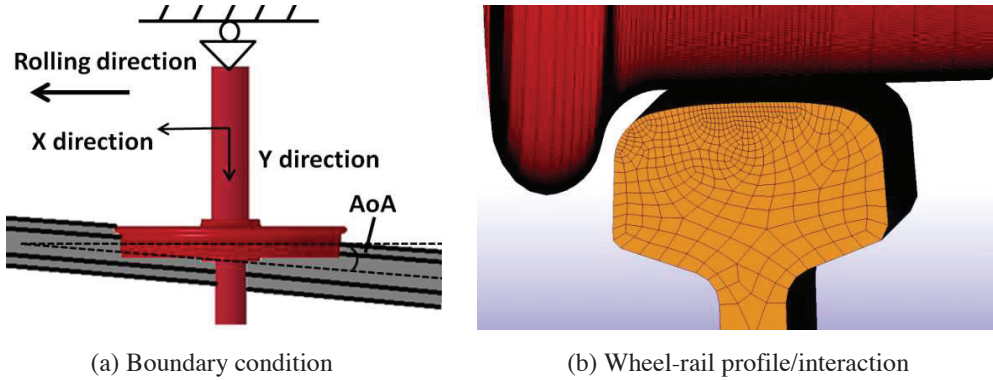 Rolling direction
X direction
Y direction
AoA
(a) Boundary condition
(b) Wheel-rail profile/interaction